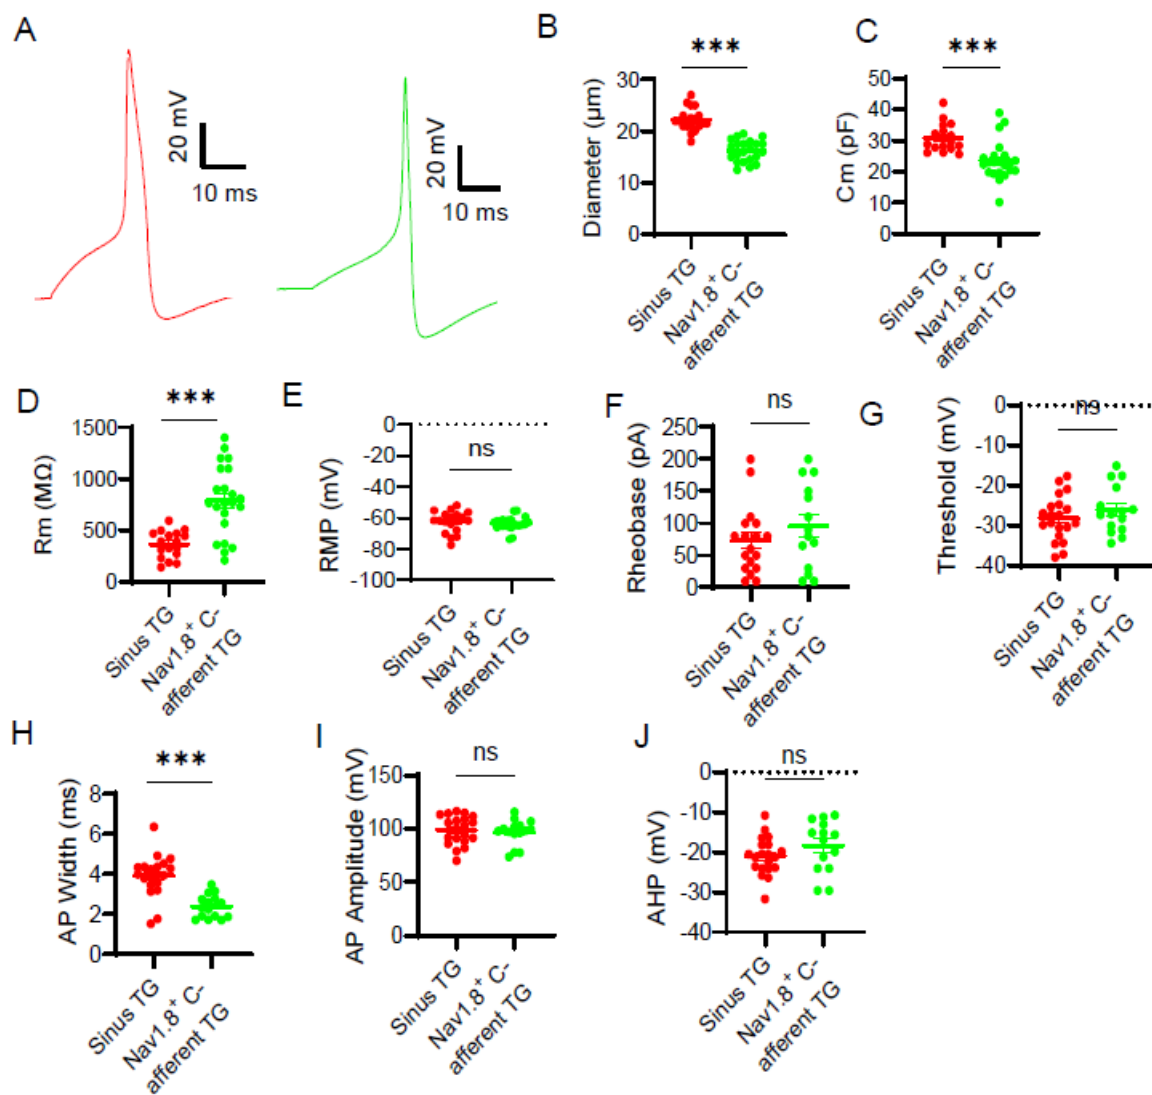 A
20 mV
10 ms
20 mV
10 ms
B
***
Diameter (µm)
30
20
10
0
Sinus TG
Nav1.8⁺ C-
afferent TG
C
***
Cm (pF)
50
40
30
20
10
0
Sinus TG
Nav1.8⁺ C-
afferent TG
D
***
Rm (MΩ)
1500
1000
500
0
Sinus TG
Nav1.8⁺ C-
afferent TG
E
ns
RMP (mV)
0
-20
-40
-60
-80
-100
Sinus TG
Nav1.8⁺ C-
afferent TG
F
ns
Rheobase (pA)
250
200
150
100
50
0
Sinus TG
Nav1.8⁺ C-
afferent TG
G
ns
Threshold (mV)
0
-10
-20
-30
-40
Sinus TG
Nav1.8⁺ C-
afferent TG
H
***
AP Width (ms)
8
6
4
2
0
Sinus TG
Nav1.8⁺ C-
afferent TG
I
ns
AP Amplitude (mV)
150
100
50
0
Sinus TG
Nav1.8⁺ C-
afferent TG
J
ns
AHP (mV)
0
-10
-20
-30
-40
Sinus TG
Nav1.8⁺ C-
afferent TG